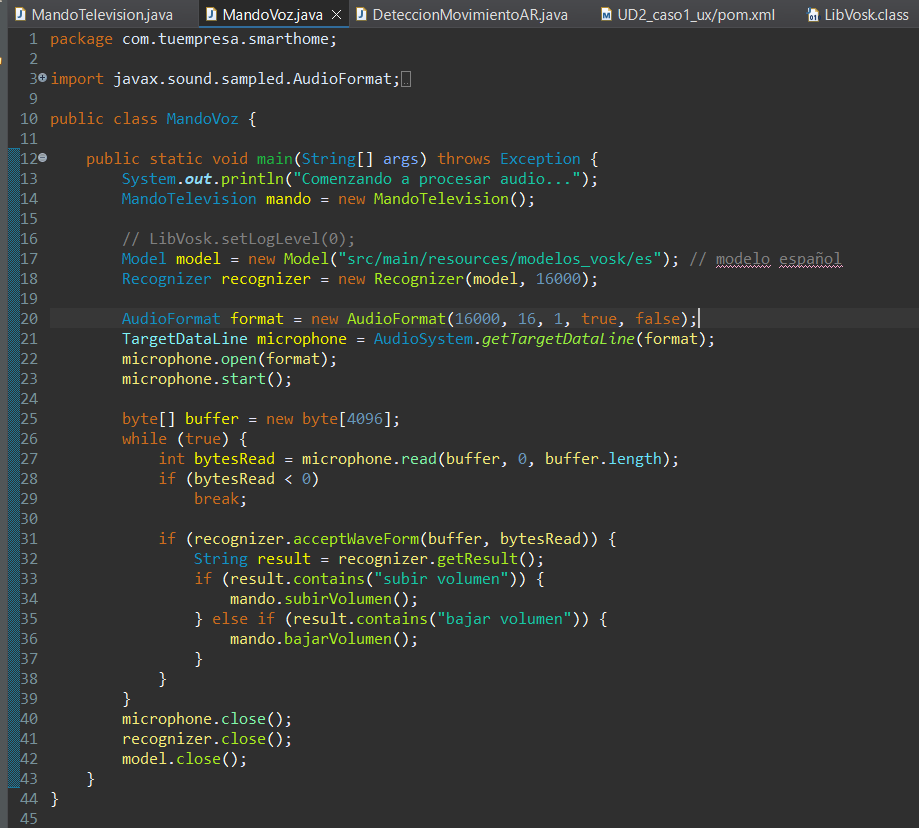 MandoTelevision.java MandoVoz.java DeteccionMovimientoAR.java UD2_caso1_ux/pom.xml LibVosk.class
1 package com.tuempresa.smarthome;
2
3 import javax.sound.sampled.AudioFormat;
9
10 public class MandoVoz {
11
12 public static void main(String[] args) throws Exception {
13 System.out.println("Comenzando a procesar audio...");
14 MandoTelevision mando = new MandoTelevision();
15
16 // LibVosk.setLogLevel(0);
17 Model model = new Model("src/main/resources/modelos_vosk/es"); // modelo español
18 Recognizer recognizer = new Recognizer(model, 16000);
19
20 AudioFormat format = new AudioFormat(16000, 16, 1, true, false);
21 TargetDataLine microphone = AudioSystem.getTargetDataLine(format);
22 microphone.open(format);
23 microphone.start();
24
25 byte[] buffer = new byte[4096];
26 while (true) {
27 int bytesRead = microphone.read(buffer, 0, buffer.length);
28 if (bytesRead < 0)
29 break;
30
31 if (recognizer.acceptWaveForm(buffer, bytesRead)) {
32 String result = recognizer.getResult();
33 if (result.contains("subir volumen")) {
34 mando.subirVolumen();
35 } else if (result.contains("bajar volumen")) {
36 mando.bajarVolumen();
37 }
38 }
39 }
40 microphone.close();
41 recognizer.close();
42 model.close();
43 }
44 }
45